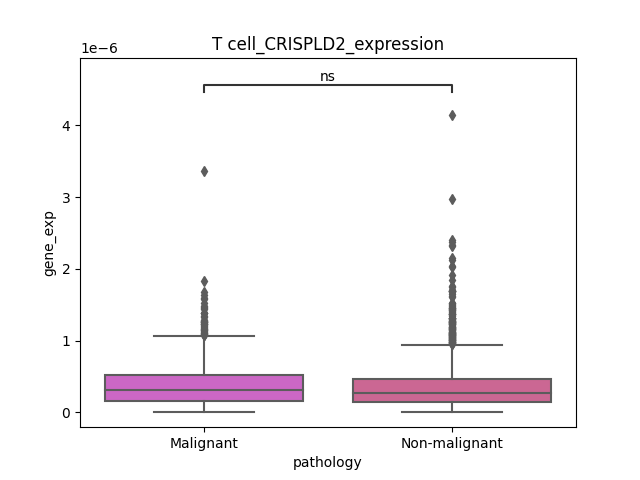 T cell_CRISPLD2_expression
1e−6
ns
4
3
2
1
0
gene_exp
Malignant
Non-malignant
pathology